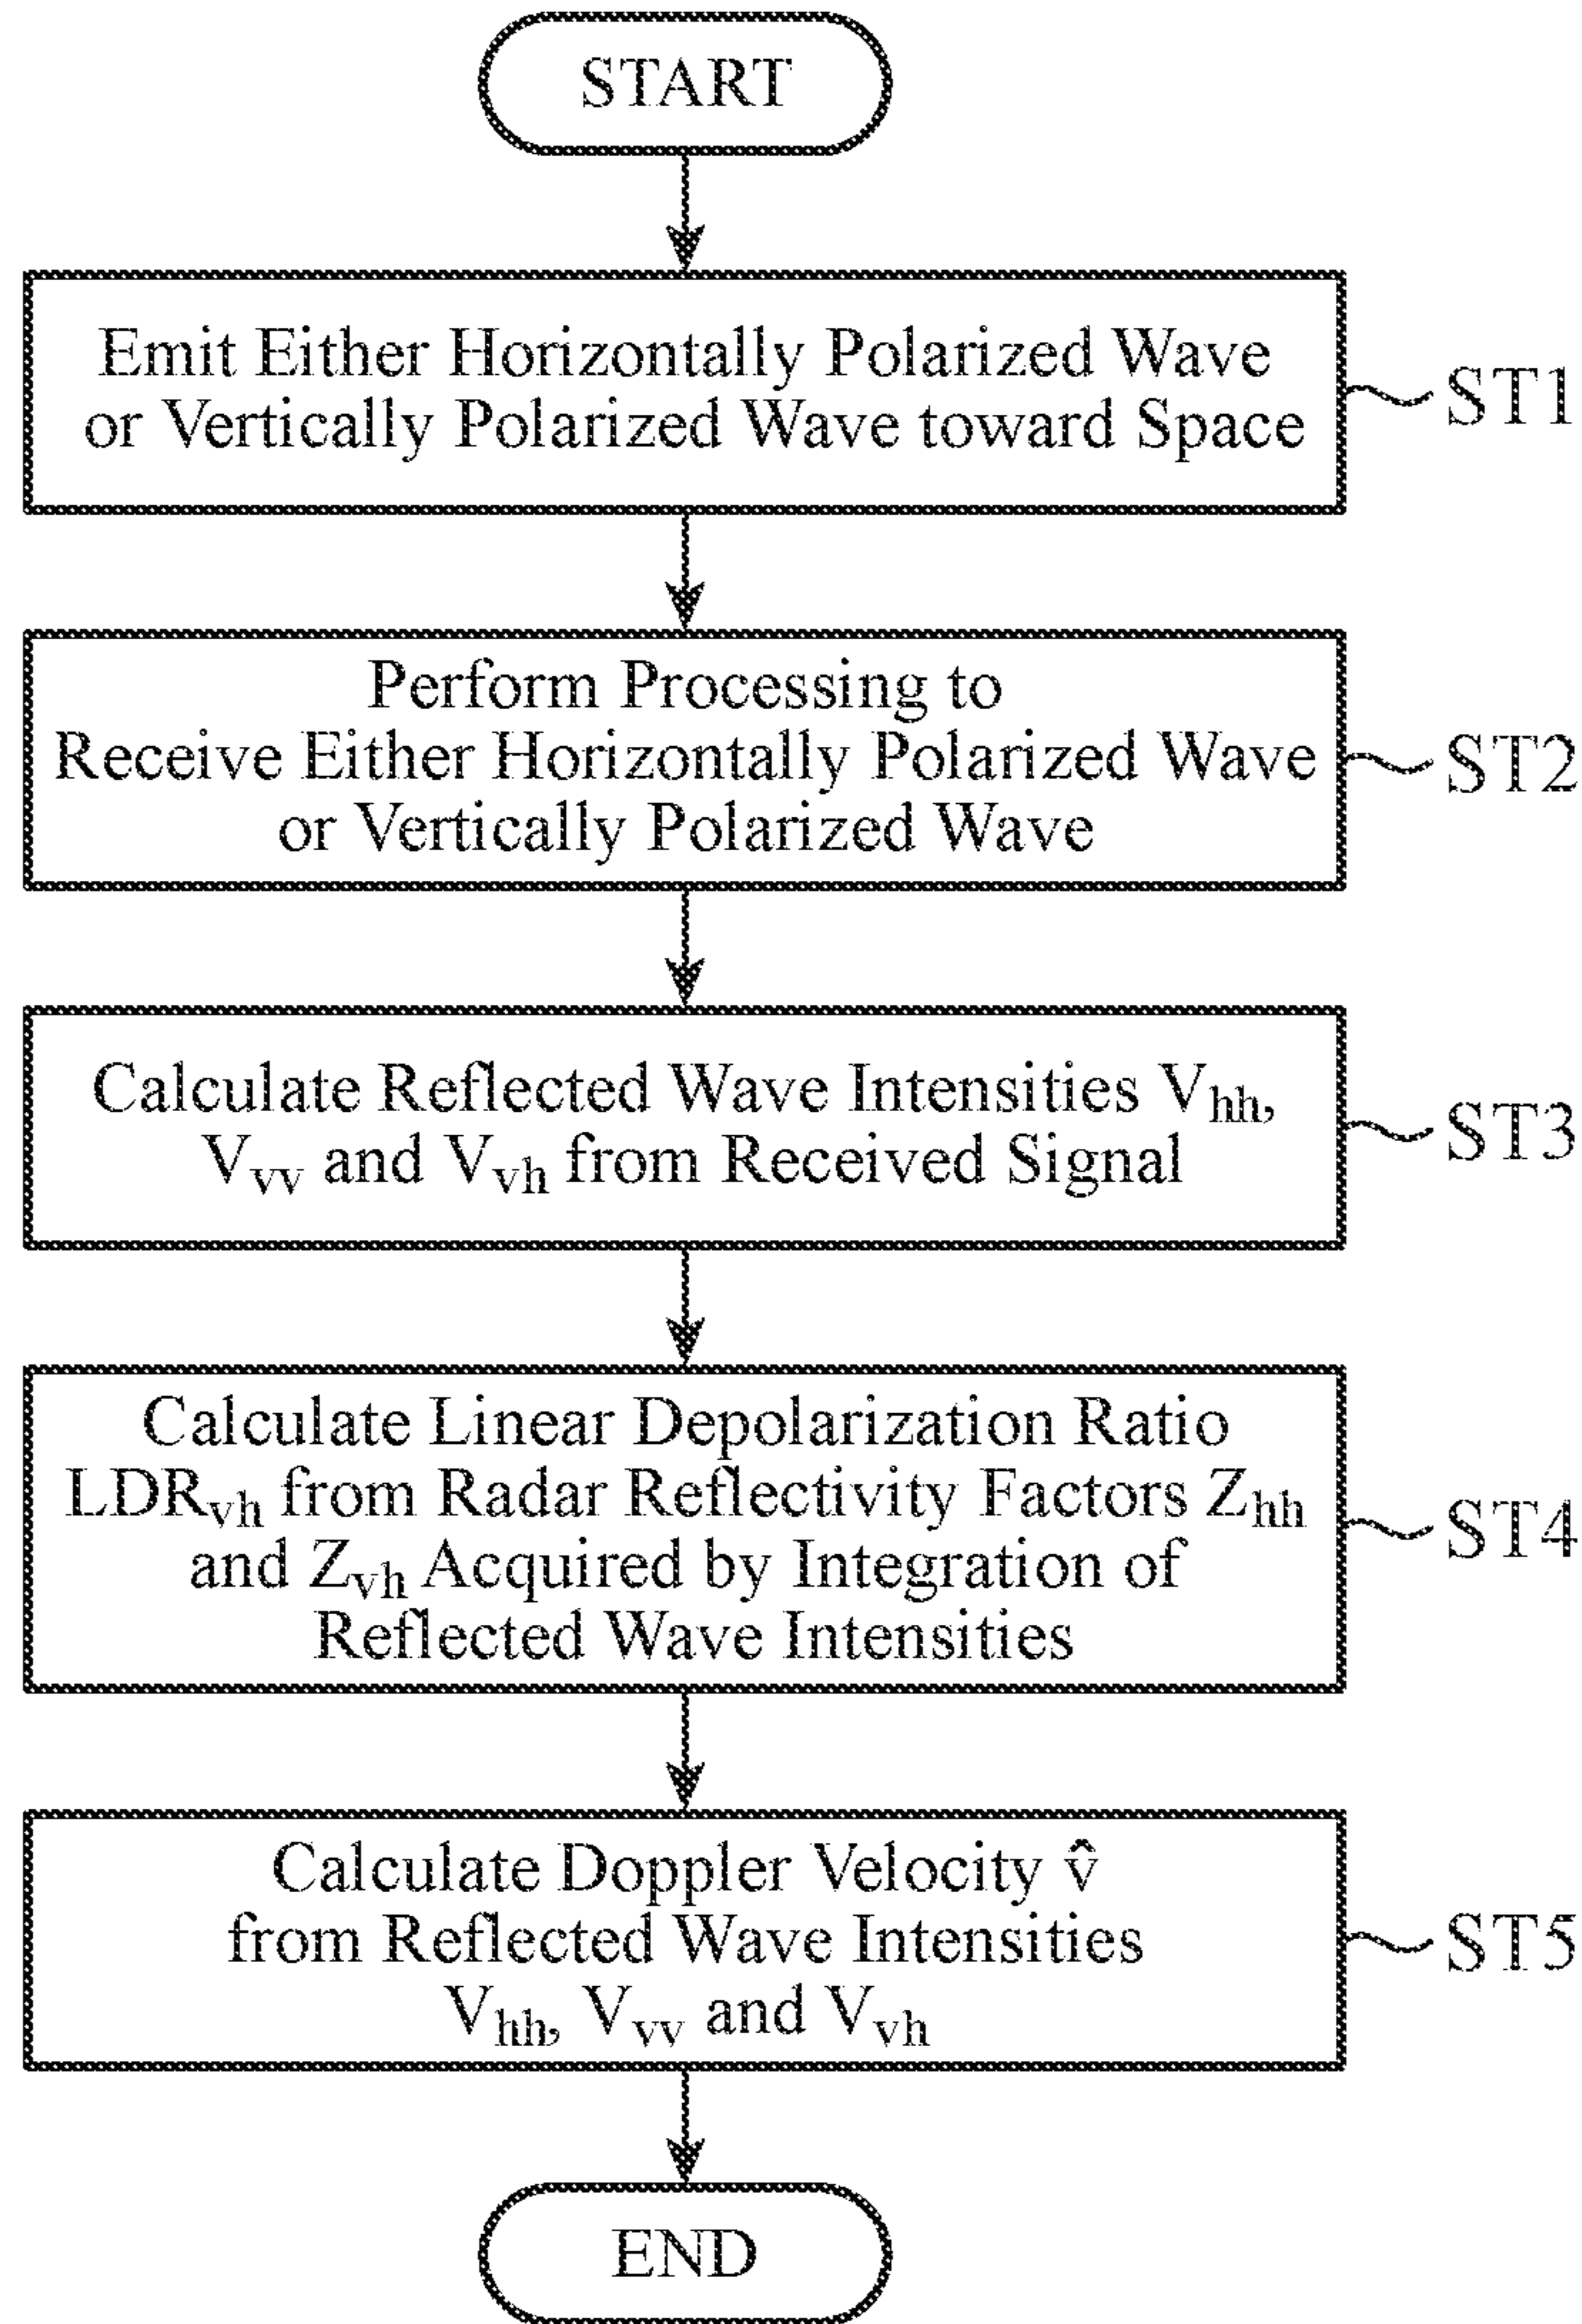 START
Emit Either Horizontally Polarized Wave
or Vertically Polarized Wave toward Space
ST1
Perform Processing to
Receive Either Horizontally Polarized Wave
or Vertically Polarized Wave
ST2
Calculate Reflected Wave Intensities Vhh,
Vvv and Vvh from Received Signal
ST3
Calculate Linear Depolarization Ratio
LDRvh from Radar Reflectivity Factors Zhh
and Zvh Acquired by Integration of
Reflected Wave Intensities
ST4
Calculate Doppler Velocity v̂
from Reflected Wave Intensities
Vhh, Vvv and Vvh
ST5
END